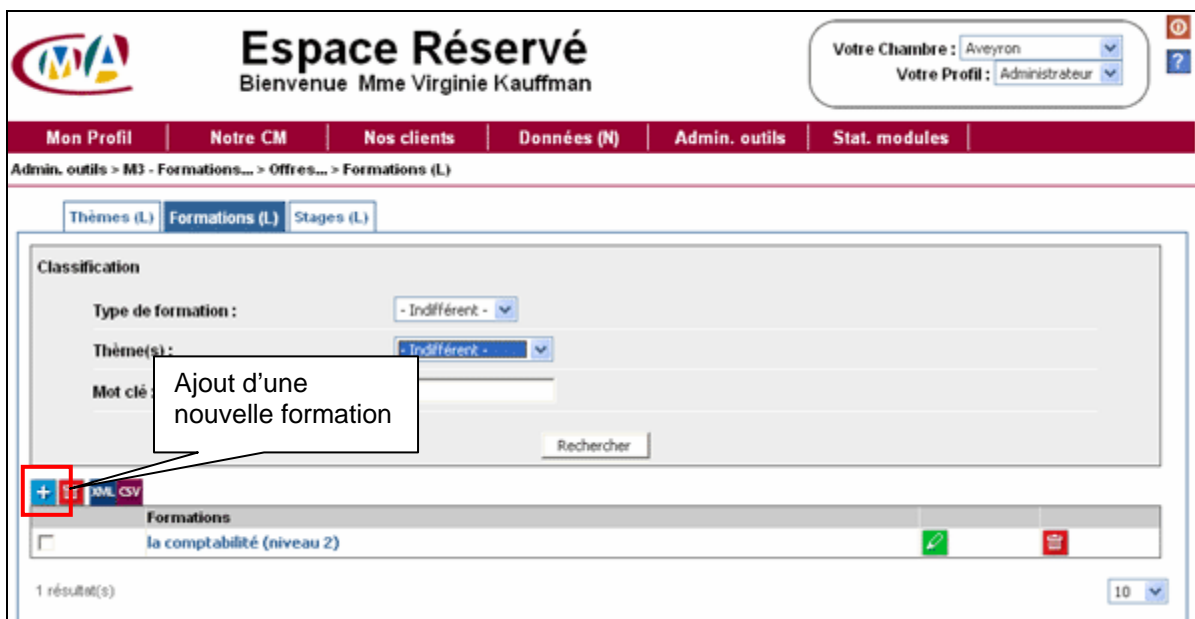 CMA
Espace Réservé
Bienvenue Mme Virginie Kauffman
Votre Chambre : Aveyron
Votre Profil : Administrateur
?
Mon Profil Notre CM Nos clients Données (N) Admin. outils Stat. modules
Admin. outils > M3 - Formations... > Offres... > Formations (L)
Thèmes (L) Formations (L) Stages (L)
Classification
Type de formation : - Indifférent -
Thème(s) : - Indifférent -
Mot clé :
Ajout d’une
nouvelle formation
Rechercher
+ XML CSV
Formations
la comptabilité (niveau 2)
1 résultat(s) 10